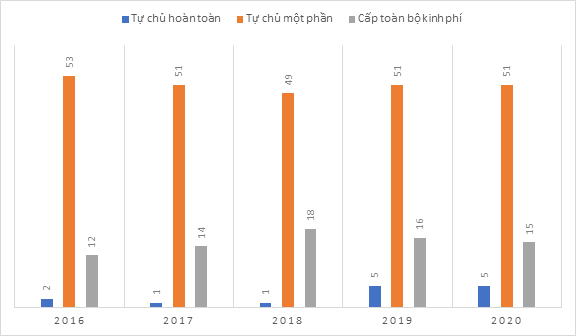 Tự chủ hoàn toàn Tự chủ một phần Cấp toàn bộ kinh phí
2 53 12 1 51 14 1 49 18 5 51 16 5 51 15
2016 2017 2018 2019 2020